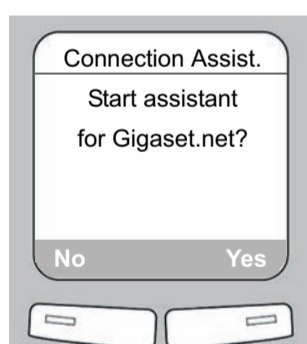 Connection Assist.
Start assistant
for Gigaset.net?
No Yes